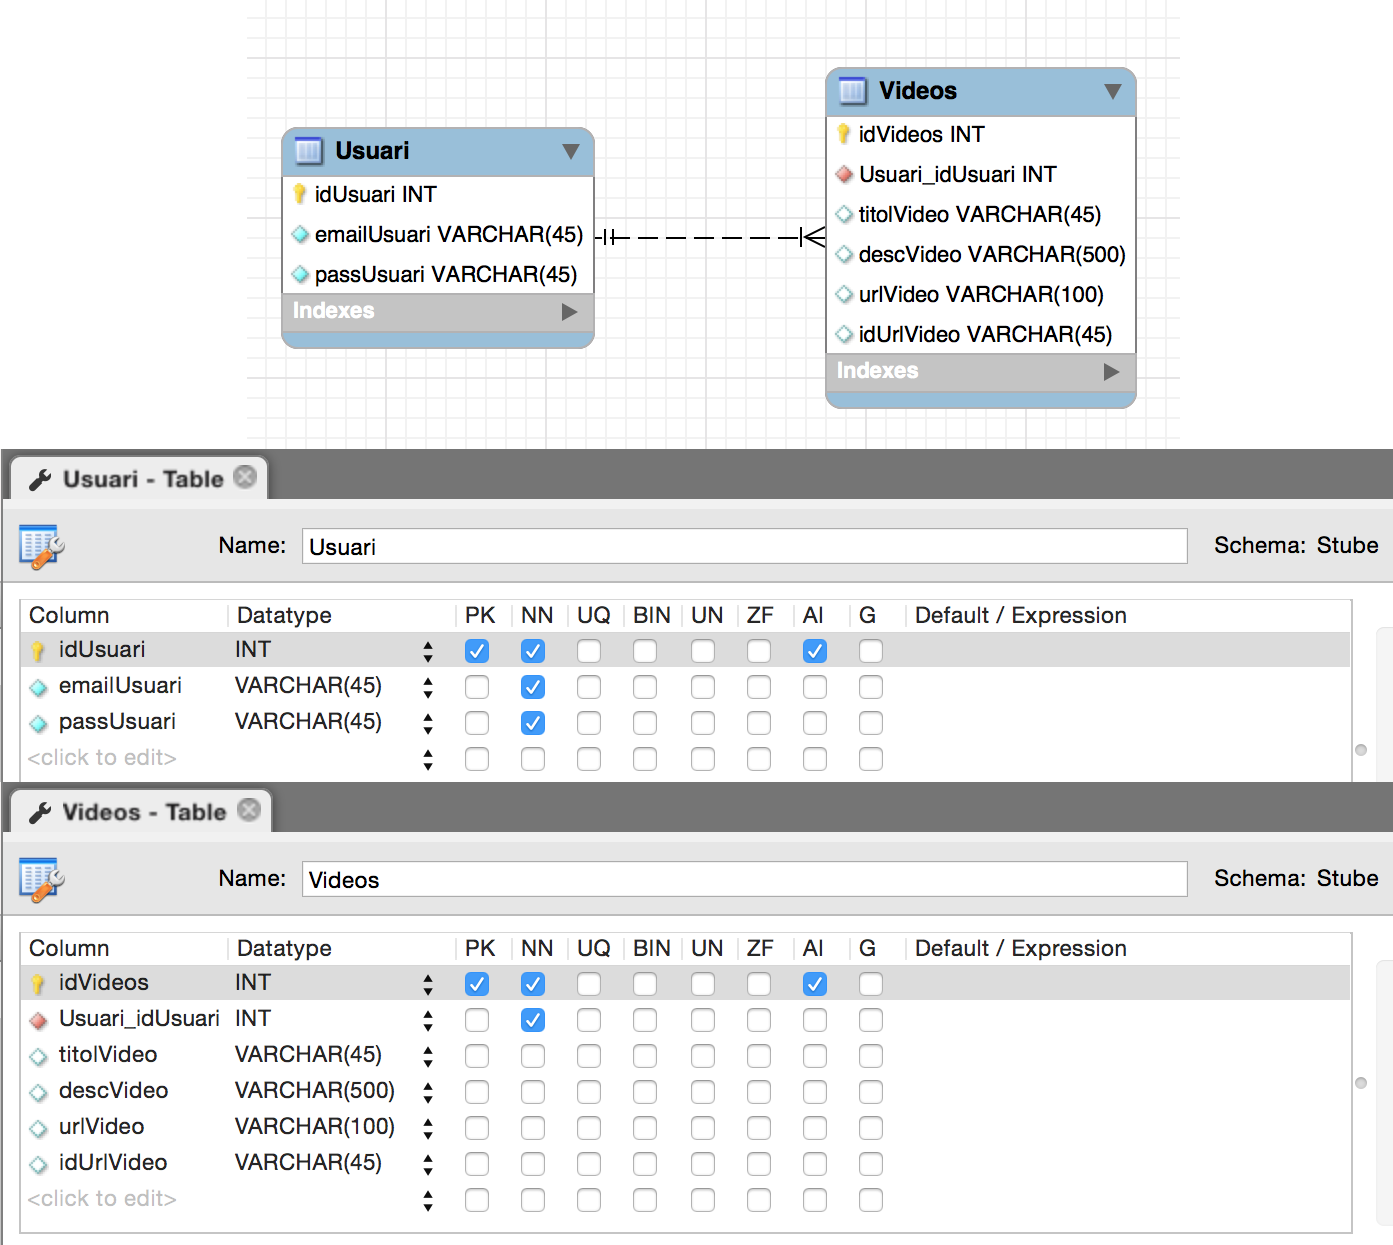 Usuari
idUsuari INT
emailUsuari VARCHAR(45)
passUsuari VARCHAR(45)
Indexes
Videos
idVideos INT
Usuari_idUsuari INT
titolVideo VARCHAR(45)
descVideo VARCHAR(500)
urlVideo VARCHAR(100)
idUrlVideo VARCHAR(45)
Indexes
Usuari - Table
Name: Usuari Schema: Stube
Column Datatype PK NN UQ BIN UN ZF AI G Default / Expression
idUsuari INT
emailUsuari VARCHAR(45)
passUsuari VARCHAR(45)
<click to edit>
Videos - Table
Name: Videos Schema: Stube
Column Datatype PK NN UQ BIN UN ZF AI G Default / Expression
idVideos INT
Usuari_idUsuari INT
titolVideo VARCHAR(45)
descVideo VARCHAR(500)
urlVideo VARCHAR(100)
idUrlVideo VARCHAR(45)
<click to edit>